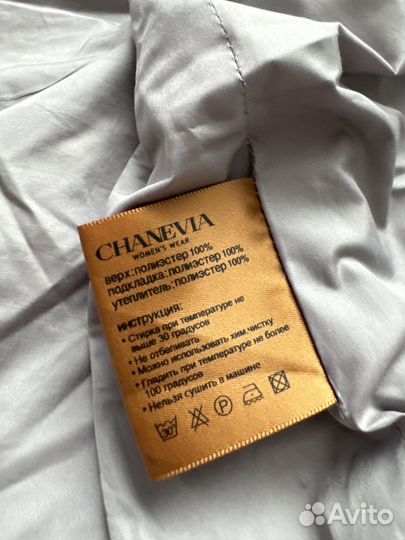 CHANEVIA
WOMEN'S WEAR
верх:полиэстер 100%
подкладка:полиэстер 100%
утеплитель:полиэстер 100%
инструкция:
• Стирка при температуре не
выше 30 градусов
• Не отбеливать
• Можно использовать хим.чистку
• Гладить при температуре не более
100 градусов
• Нельзя сушить в машине
30 P
Avito